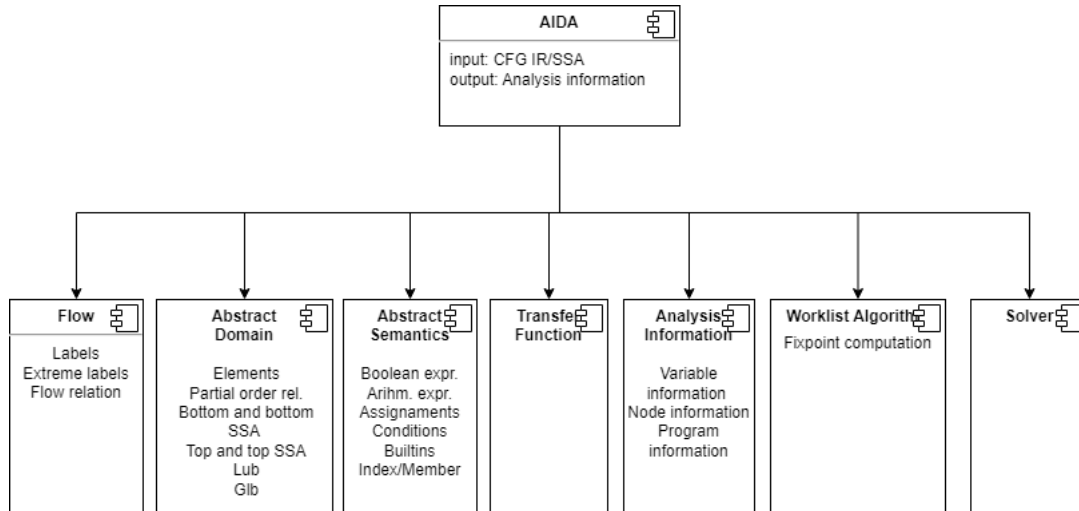 AIDA
input: CFG IR/SSA
output: Analysis information
Flow
Labels
Extreme labels
Flow relation
Abstract
Domain
Elements
Partial order rel.
Bottom and bottom
SSA
Top and top SSA
Lub
Glb
Abstract
Semantics
Boolean expr.
Arihm. expr.
Assignaments
Conditions
Builtins
Index/Member
Transfer
Function
Analysis
Information
Variable
information
Node information
Program
information
Worklist Algorithm
Fixpoint computation
Solver